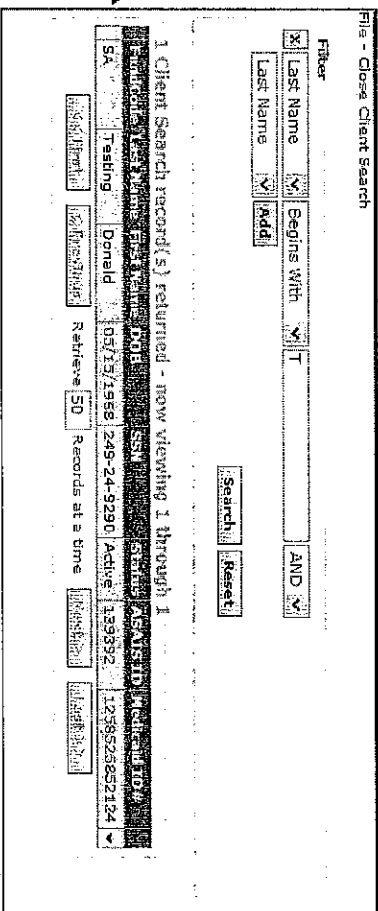 File - Close Client Search
Filter
X Last Name Begins With T AND
Last Name Add
Search Reset
1 Client Search record(s) returned - now viewing 1 through 1
DOB SSN
SA Testing Donald 05/15/1968 249-24-9290 Active 139392 12585265852124
Retrieve 50 Records at a time